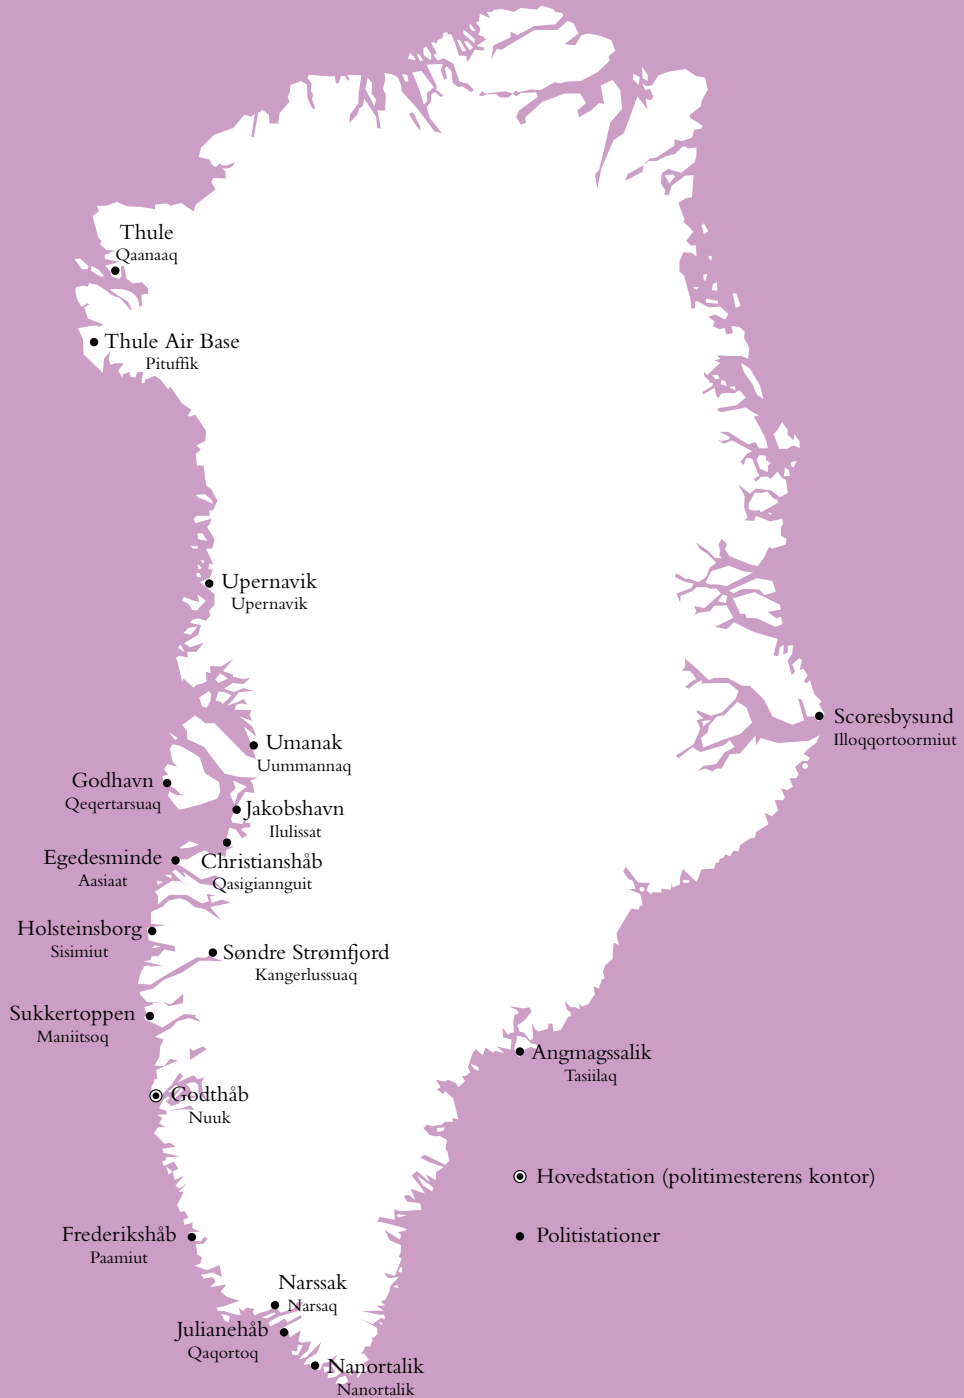 Thule
Qaanaaq
Thule Air Base
Pituffik
Upernavik
Upernavik
Scoresbysund
Illoqqortoormiut
Umanak
Uummannaq
Godhavn
Qeqertarsuaq
Jakobshavn
Ilulissat
Egedesminde
Aasiaat
Christianshåb
Qasigiannguit
Holsteinsborg
Sisimiut
Søndre Strømfjord
Kangerlussuaq
Sukkertoppen
Maniitsoq
Angmagssalik
Tasiilaq
Godthåb
Nuuk
Hovedstation (politimesterens kontor)
Politistationer
Frederikshåb
Paamiut
Narssak
Narsaq
Julianehåb
Qaqortoq
Nanortalik
Nanortalik